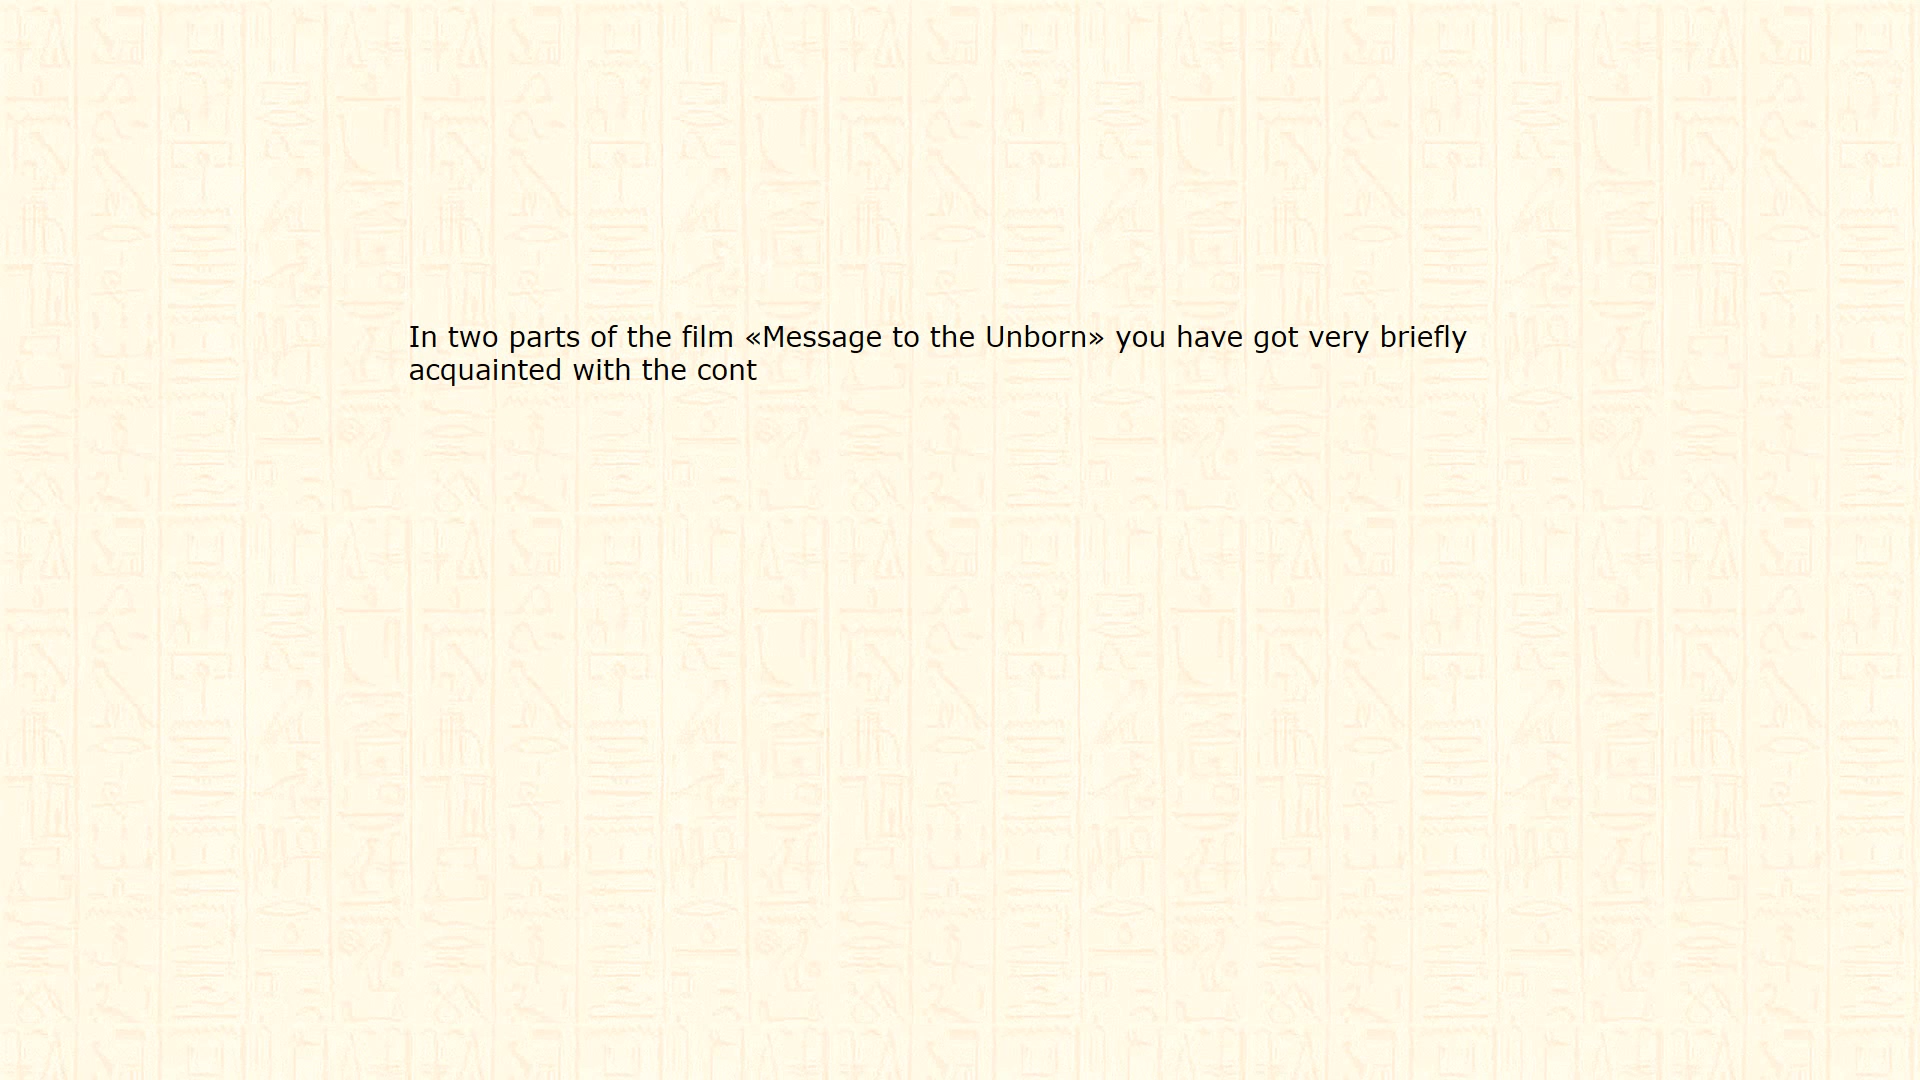 In two parts of the film «Message to the Unborn» you have got very briefly
acquainted with the cont